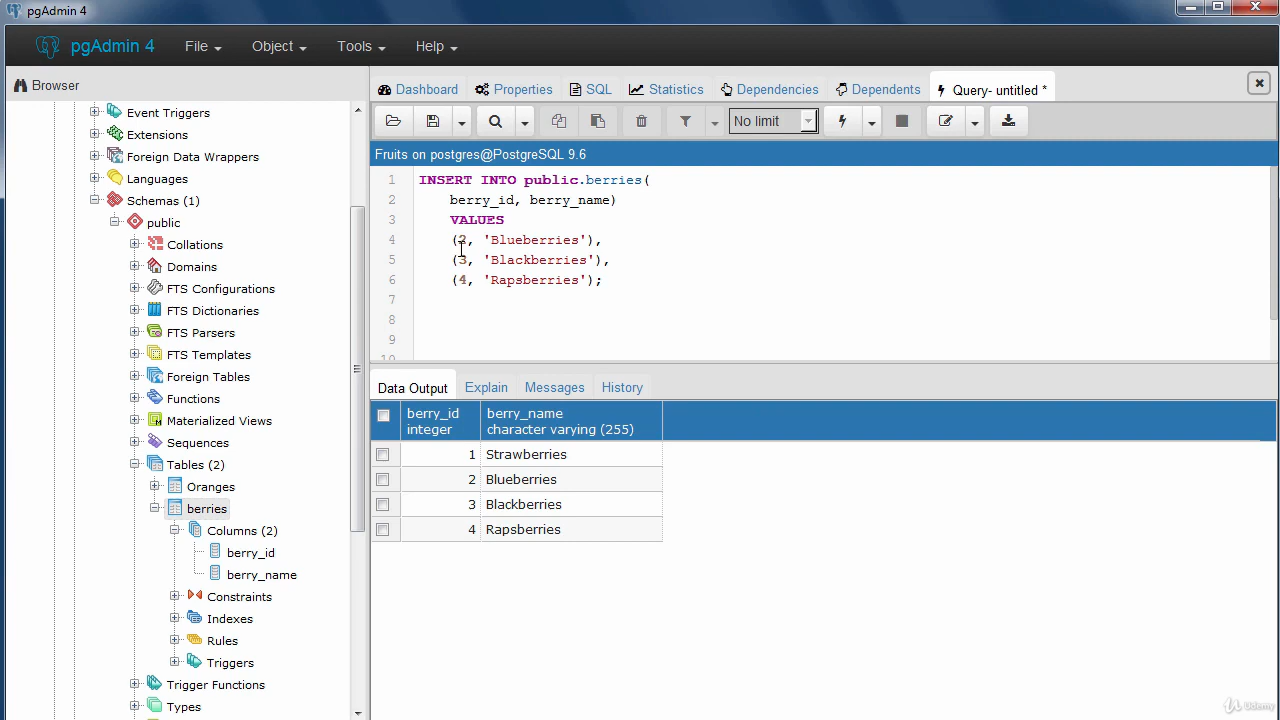 pgAdmin 4
pgAdmin 4 File Object Tools Help
Browser
Event Triggers
Extensions
Foreign Data Wrappers
Languages
Schemas (1)
public
Collations
Domains
FTS Configurations
FTS Dictionaries
FTS Parsers
FTS Templates
Foreign Tables
Functions
Materialized Views
Sequences
Tables (2)
Oranges
berries
Columns (2)
berry_id
berry_name
Constraints
Indexes
Rules
Triggers
Trigger Functions
Types
Dashboard Properties SQL Statistics Dependencies Dependents Query- untitled *
No limit
Fruits on postgres@PostgreSQL 9.6
1 INSERT INTO public.berries(
2 berry_id, berry_name)
3 VALUES
4 (2, 'Blueberries'),
5 (3, 'Blackberries'),
6 (4, 'Rapsberries');
7
8
9
10
Data Output Explain Messages History
berry_id berry_name
integer character varying (255)
1 Strawberries
2 Blueberries
3 Blackberries
4 Rapsberries
Udemy